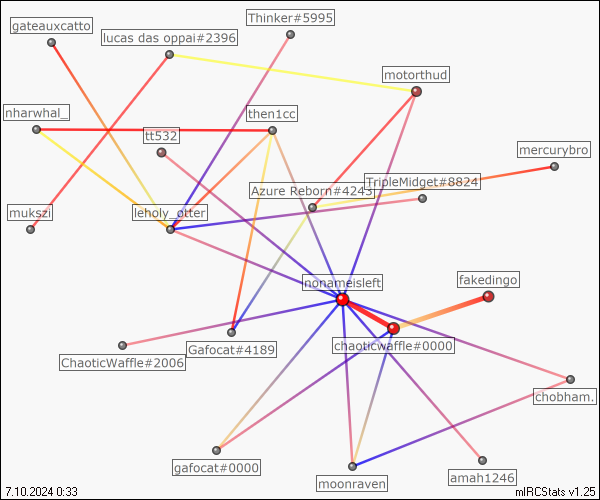 Thinker#5995
gateauxcatto
lucas das oppai#2396
motorthud
nharwhal_
then1cc
tt532
mercurybro
TripleMidget#8824
Azure Reborn#4243
mukszi
leholy_otter
nonameisleft
fakedingo
chaoticwaffle#0000
Gafocat#4189
ChaoticWaffle#2006
chobham.
gafocat#0000
amah1246
moonraven
7.10.2024 0:33
mIRCStats v1.25